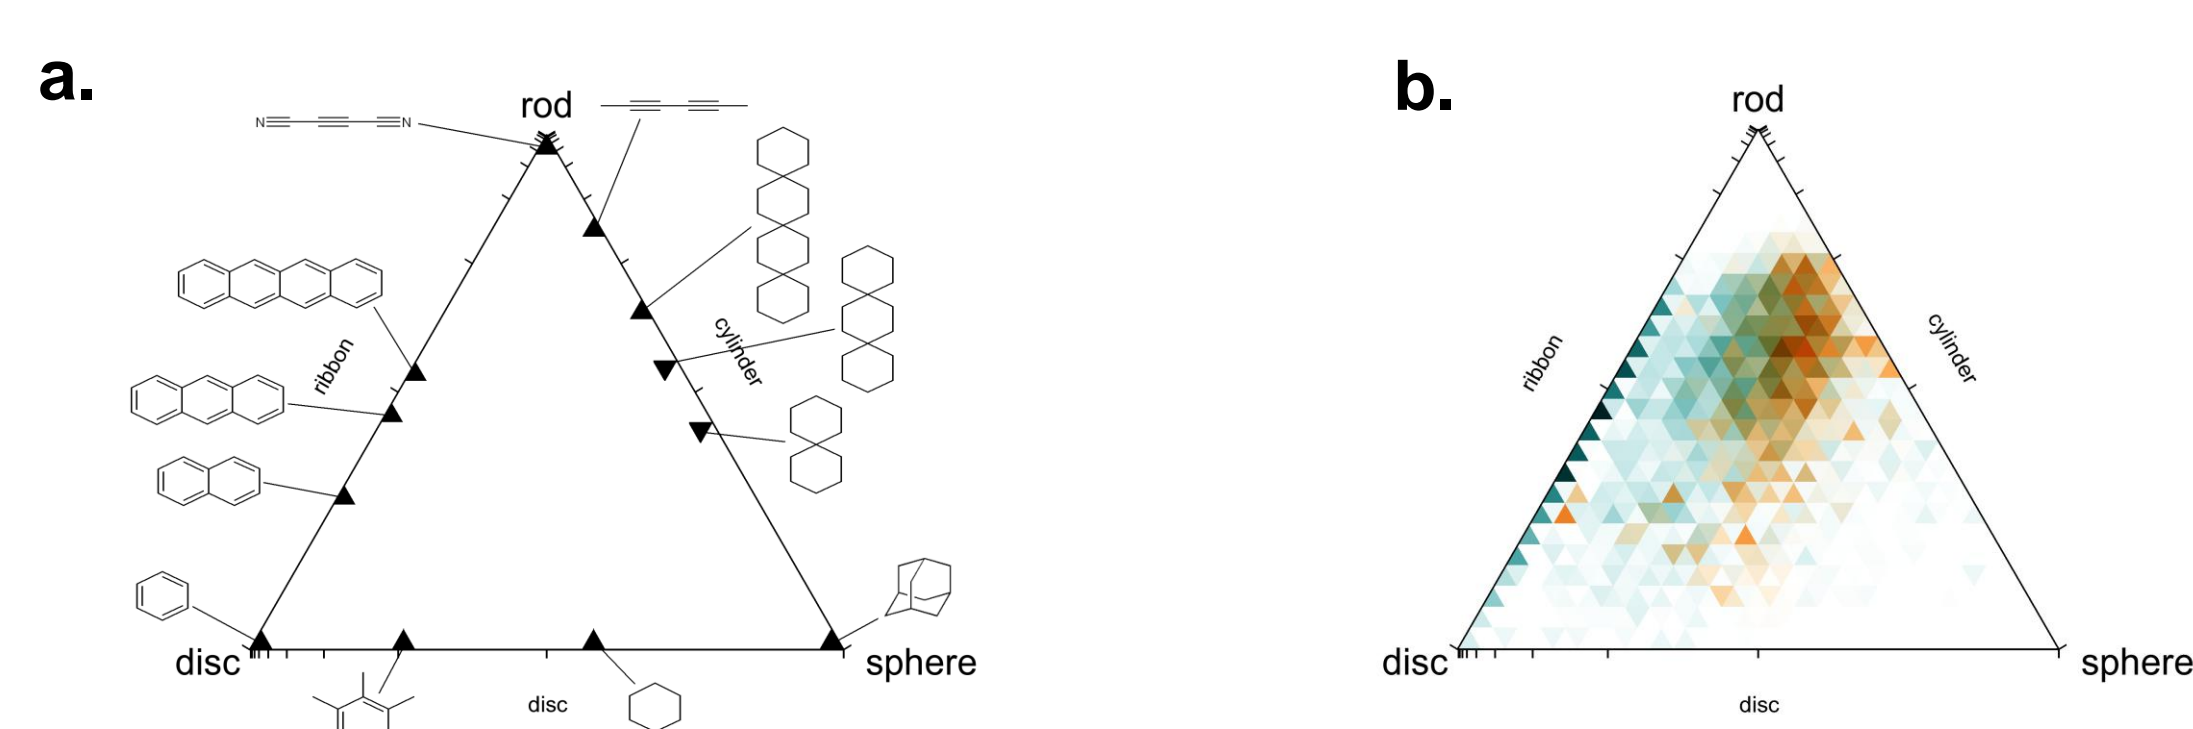 a.
rod
N
N
ribbon
cylinder
disc
sphere
disc
b.
rod
ribbon
cylinder
disc
sphere
disc